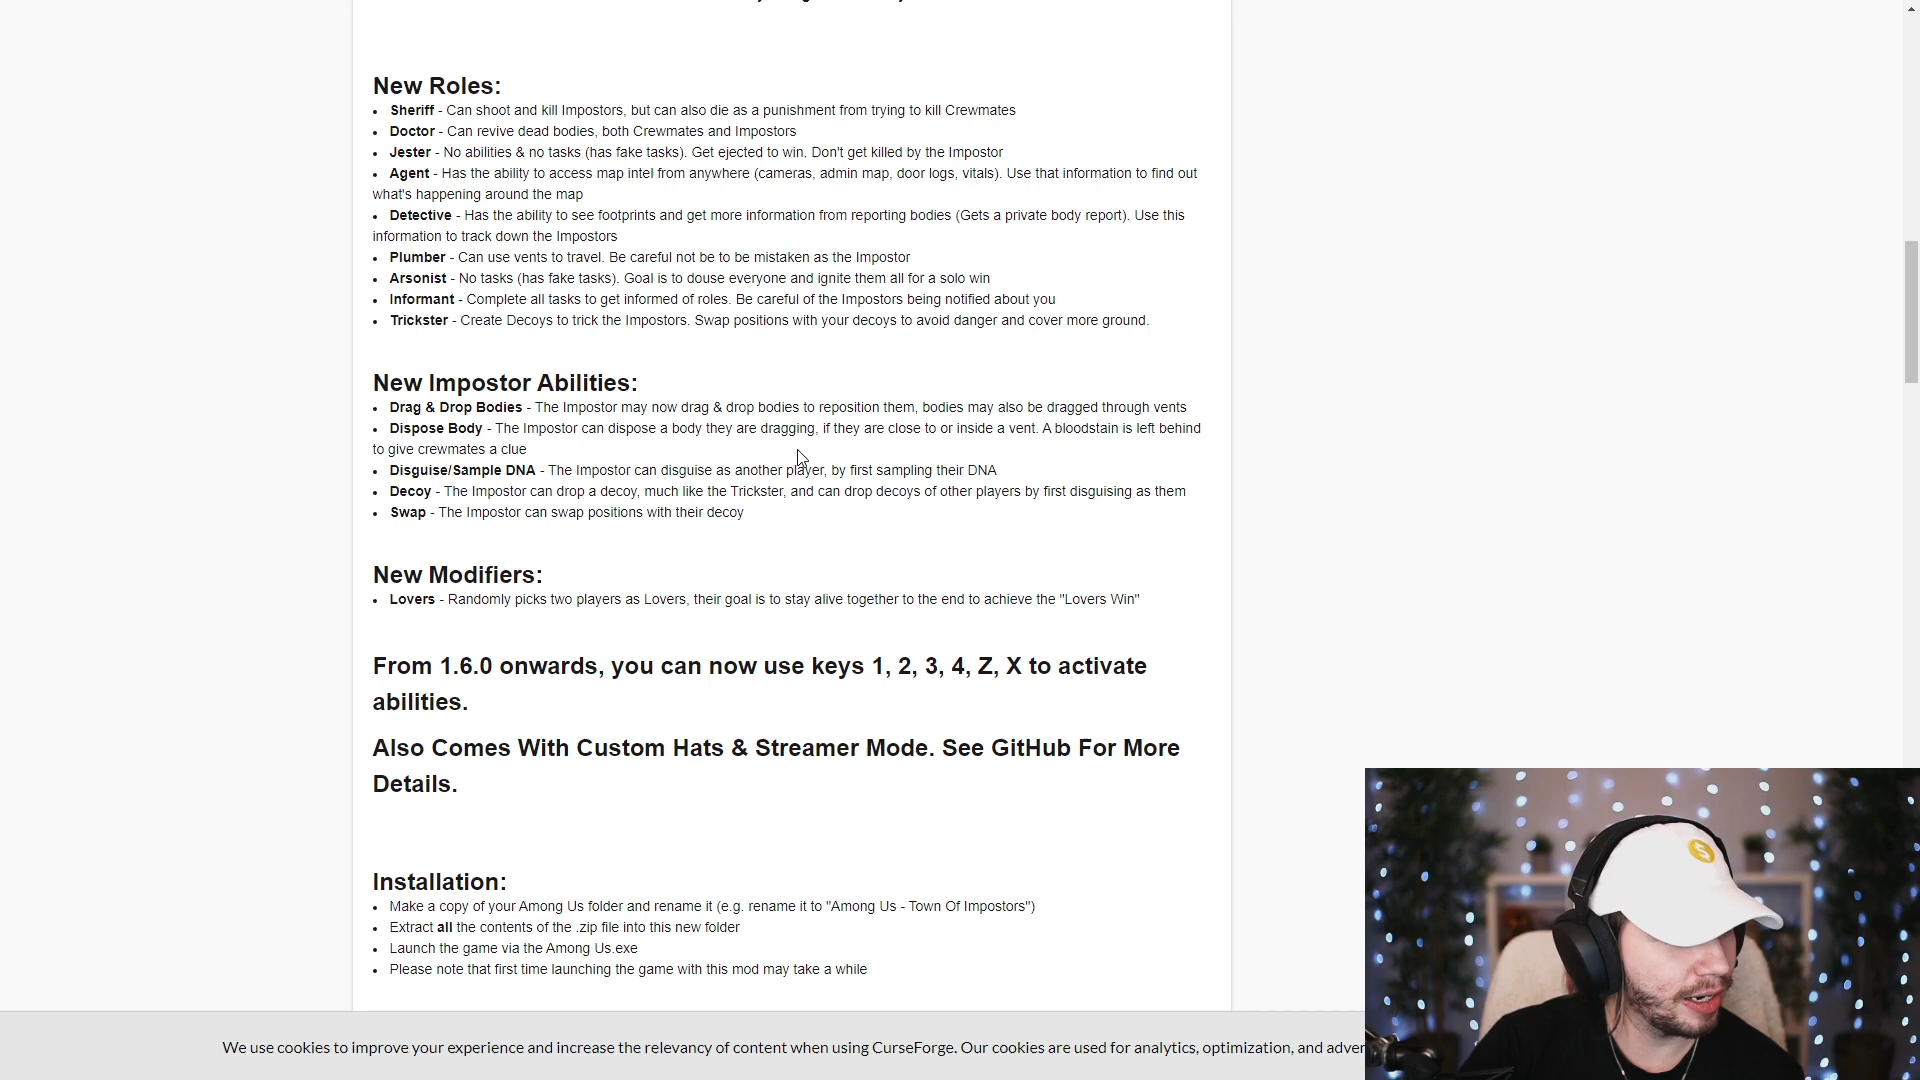 New Roles:
• Sheriff - Can shoot and kill Impostors, but can also die as a punishment from trying to kill Crewmates
• Doctor - Can revive dead bodies, both Crewmates and Impostors
• Jester - No abilities & no tasks (has fake tasks). Get ejected to win. Don't get killed by the Impostor
• Agent - Has the ability to access map intel from anywhere (cameras, admin map, door logs, vitals). Use that information to find out
what's happening around the map
• Detective - Has the ability to see footprints and get more information from reporting bodies (Gets a private body report). Use this
information to track down the Impostors
• Plumber - Can use vents to travel. Be careful not be to be mistaken as the Impostor
• Arsonist - No tasks (has fake tasks). Goal is to douse everyone and ignite them all for a solo win
• Informant - Complete all tasks to get informed of roles. Be careful of the Impostors being notified about you
• Trickster - Create Decoys to trick the Impostors. Swap positions with your decoys to avoid danger and cover more ground.
New Impostor Abilities:
• Drag & Drop Bodies - The Impostor may now drag & drop bodies to reposition them, bodies may also be dragged through vents
• Dispose Body - The Impostor can dispose a body they are dragging, if they are close to or inside a vent. A bloodstain is left behind
to give crewmates a clue
• Disguise/Sample DNA - The Impostor can disguise as another player, by first sampling their DNA
• Decoy - The Impostor can drop a decoy, much like the Trickster, and can drop decoys of other players by first disguising as them
• Swap - The Impostor can swap positions with their decoy
New Modifiers:
• Lovers - Randomly picks two players as Lovers, their goal is to stay alive together to the end to achieve the "Lovers Win"
From 1.6.0 onwards, you can now use keys 1, 2, 3, 4, Z, X to activate
abilities.
Also Comes With Custom Hats & Streamer Mode. See GitHub For More
Details.
Installation:
• Make a copy of your Among Us folder and rename it (e.g. rename it to "Among Us - Town Of Impostors")
• Extract all the contents of the .zip file into this new folder
• Launch the game via the Among Us.exe
• Please note that first time launching the game with this mod may take a while
We use cookies to improve your experience and increase the relevancy of content when using CurseForge. Our cookies are used for analytics, optimization, and adver
$